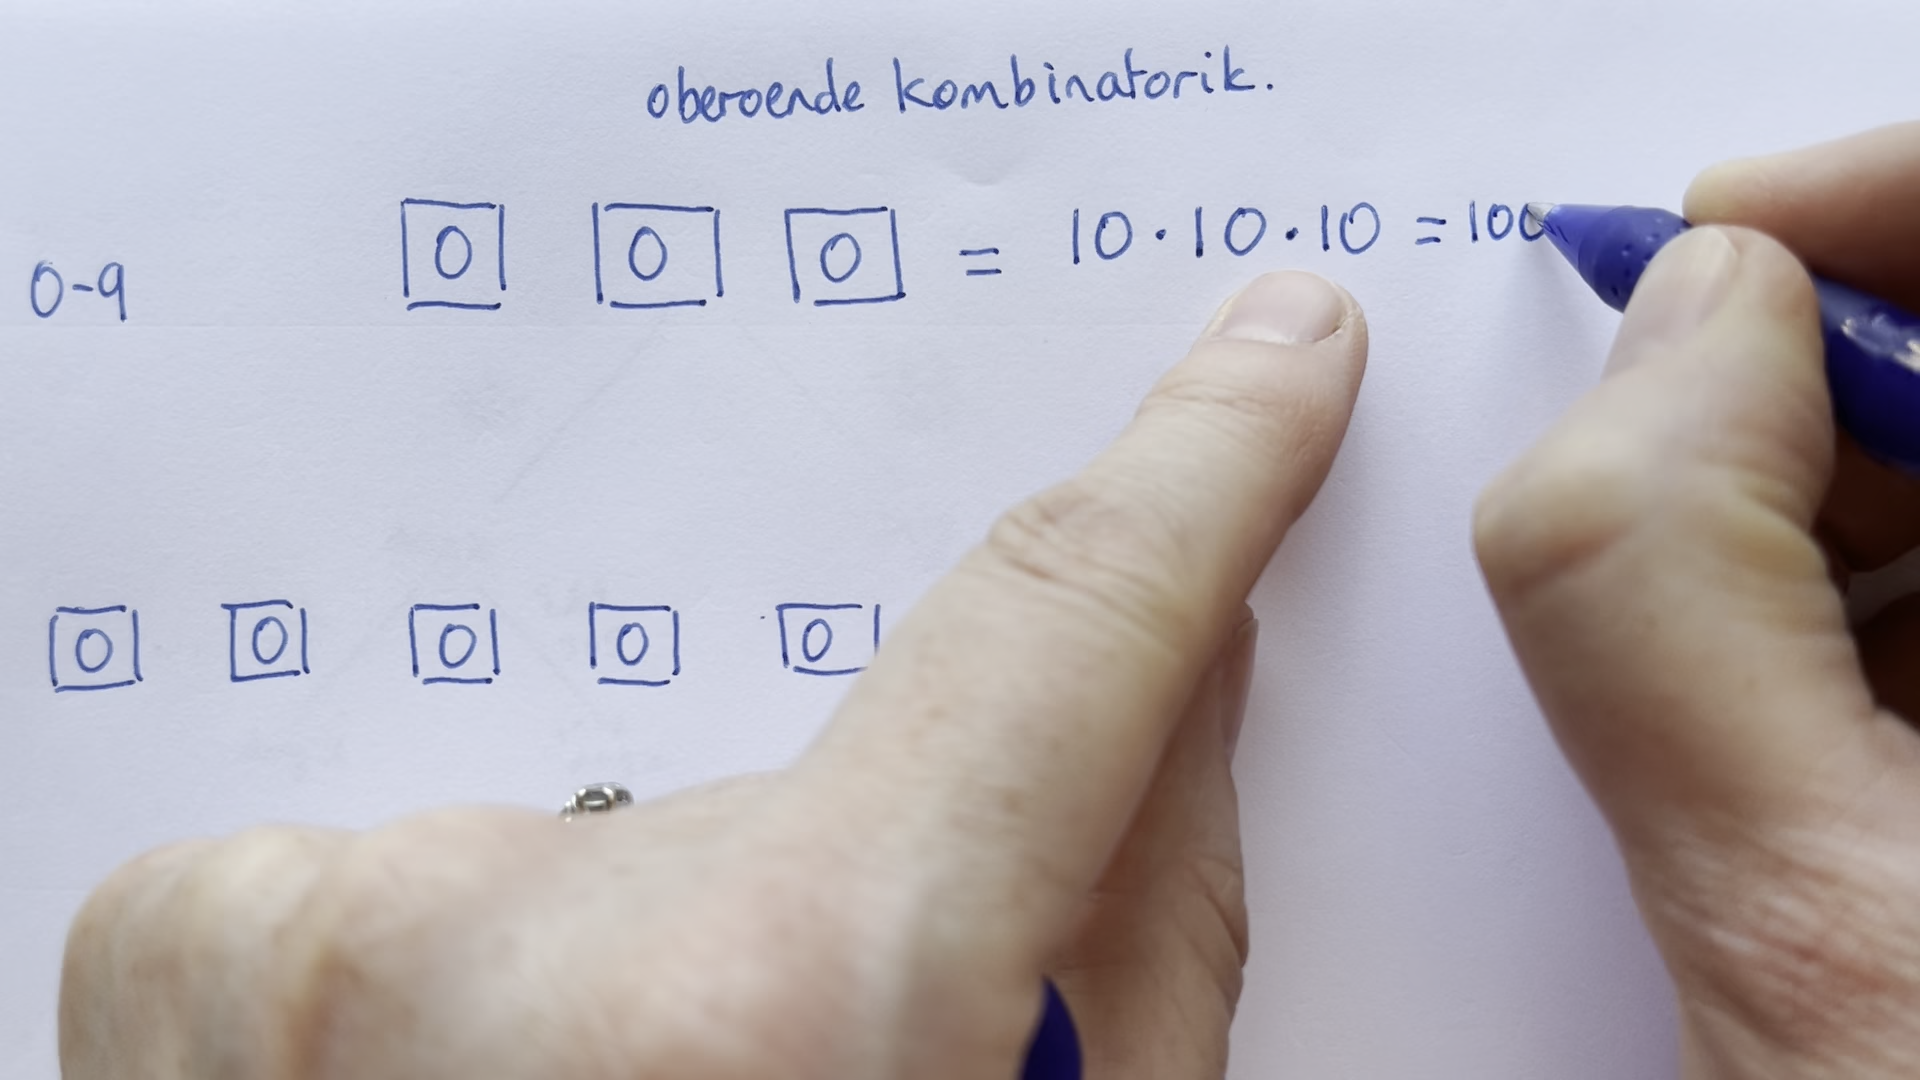 oberoende kombinatorik.
0-9 0 0 0 = 10·10·10 = 100
0 0 0 0 0